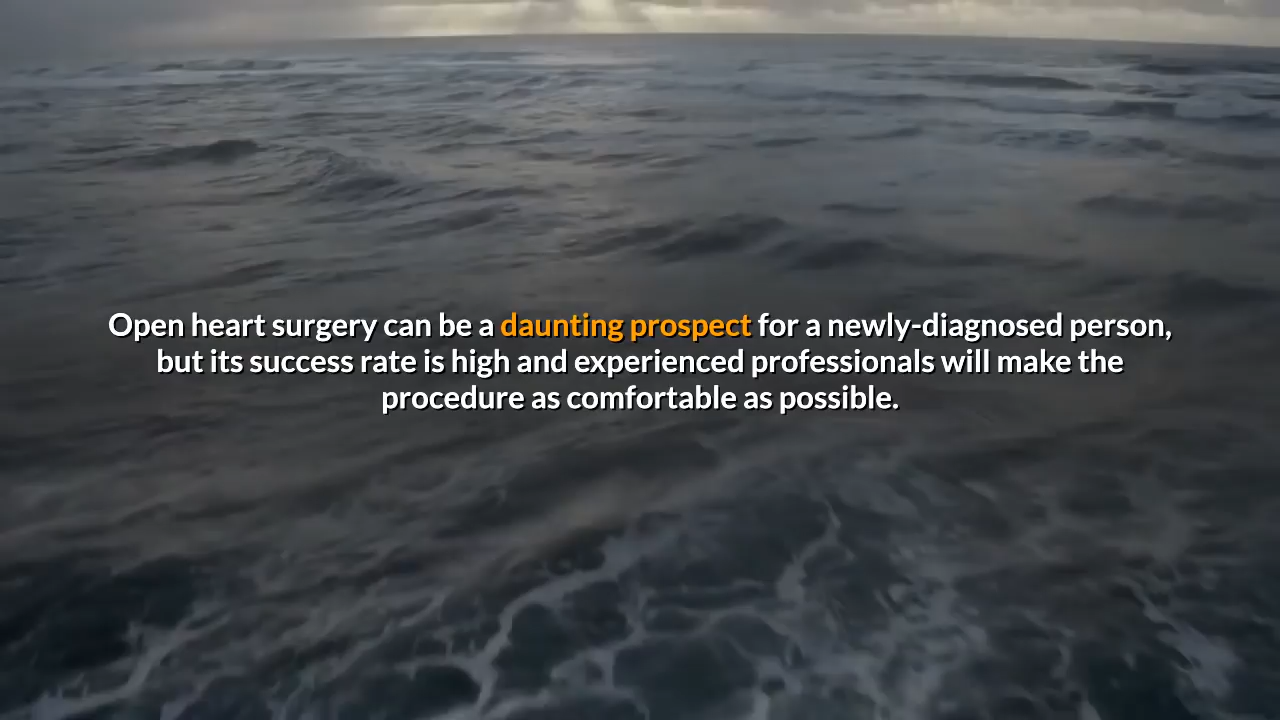 Open heart surgery can be a daunting prospect for a newly-diagnosed person,
but its success rate is high and experienced professionals will make the
procedure as comfortable as possible.